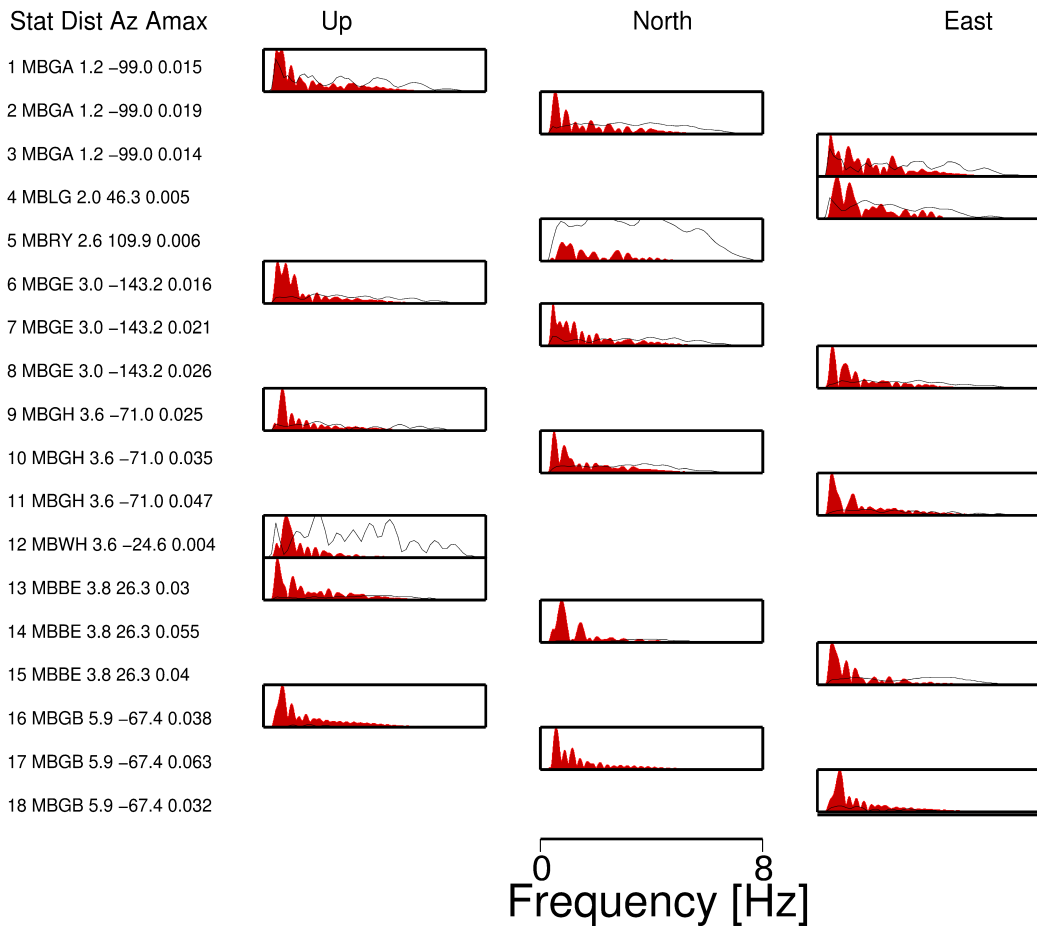 Stat Dist Az Amax Up North East
1 MBGA 1.2 −99.0 0.015
2 MBGA 1.2 −99.0 0.019
3 MBGA 1.2 −99.0 0.014
4 MBLG 2.0 46.3 0.005
5 MBRY 2.6 109.9 0.006
6 MBGE 3.0 −143.2 0.016
7 MBGE 3.0 −143.2 0.021
8 MBGE 3.0 −143.2 0.026
9 MBGH 3.6 −71.0 0.025
10 MBGH 3.6 −71.0 0.035
11 MBGH 3.6 −71.0 0.047
12 MBWH 3.6 −24.6 0.004
13 MBBE 3.8 26.3 0.03
14 MBBE 3.8 26.3 0.055
15 MBBE 3.8 26.3 0.04
16 MBGB 5.9 −67.4 0.038
17 MBGB 5.9 −67.4 0.063
18 MBGB 5.9 −67.4 0.032
0 8
Frequency [Hz]